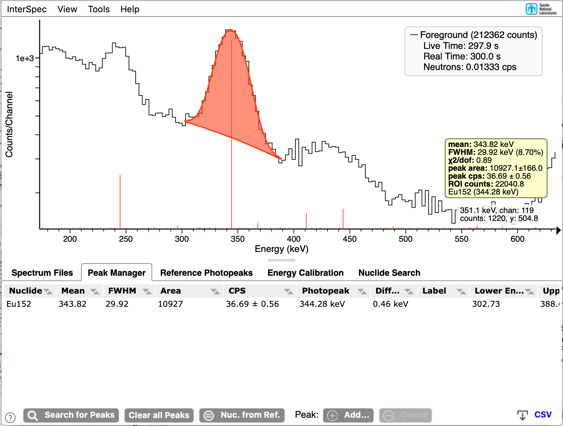 InterSpec View Tools Help
Sandia National Laboratories
Foreground (212362 counts)
Live Time: 297.9 s
Real Time: 300.0 s
Neutrons: 0.01333 cps
1e+3
Counts/Channel
mean: 343.82 keV
FWHM: 29.92 keV (8.70%)
χ2/dof: 0.89
peak area: 10927.1±166.0
peak cps: 36.69 ± 0.56
ROI counts: 22040.8
Eu152 (344.28 keV)
351.1 keV, chan: 119
counts: 1220, y: 504.8
200 250 300 350 400 450 500 550 600
Energy (keV)
Spectrum Files Peak Manager Reference Photopeaks Energy Calibration Nuclide Search
Nuclide Mean FWHM Area CPS Photopeak Diff... Label Lower En... Upp
Eu152 343.82 29.92 10927 36.69 ± 0.56 344.28 keV 0.46 keV 302.73 388.
? Search for Peaks Clear all Peaks Nuc. from Ref. Peak: Add... Delete CSV